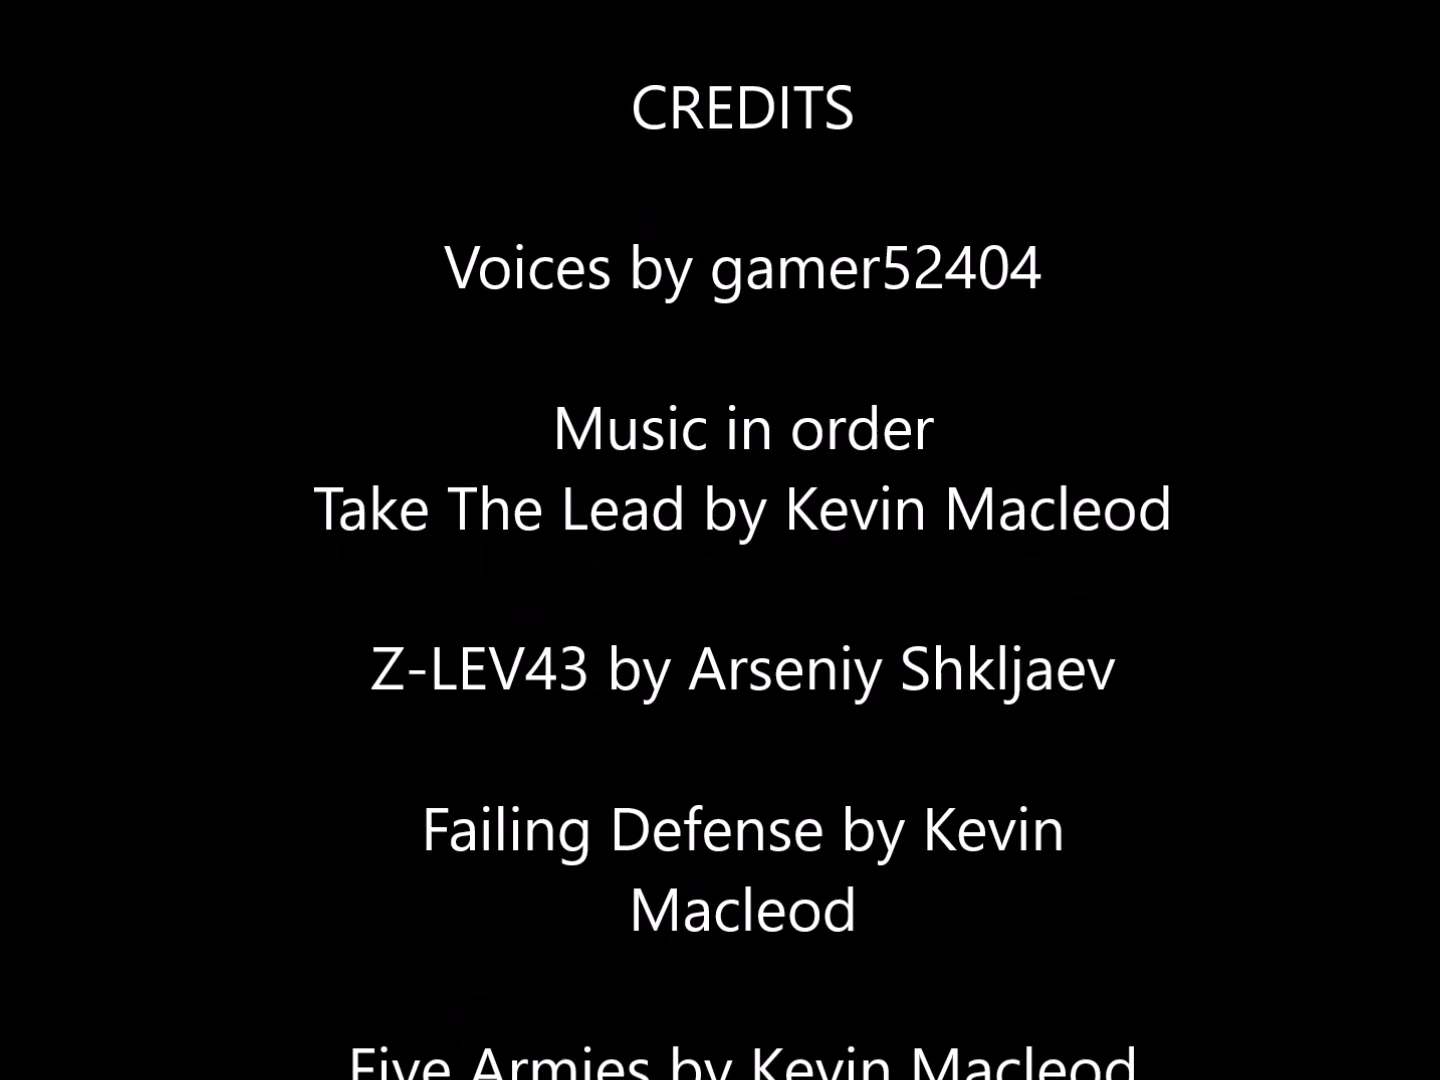 CREDITS
Voices by gamer52404
Music in order
Take The Lead by Kevin Macleod
Z-LEV43 by Arseniy Shkljaev
Failing Defense by Kevin
Macleod
Five Armies by Kevin Macleod